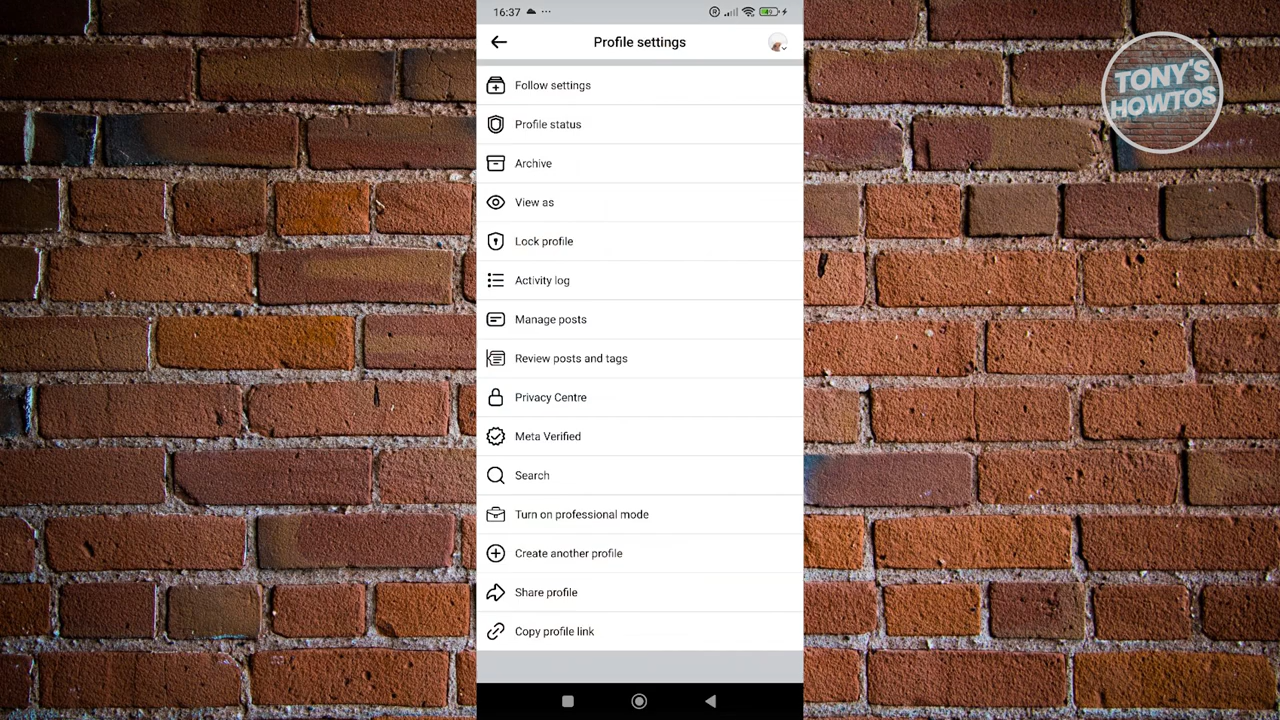 16:37
Profile settings
TONY'S
HOWTOS
Follow settings
Profile status
Archive
View as
Lock profile
Activity log
Manage posts
Review posts and tags
Privacy Centre
Meta Verified
Search
Turn on professional mode
Create another profile
Share profile
Copy profile link